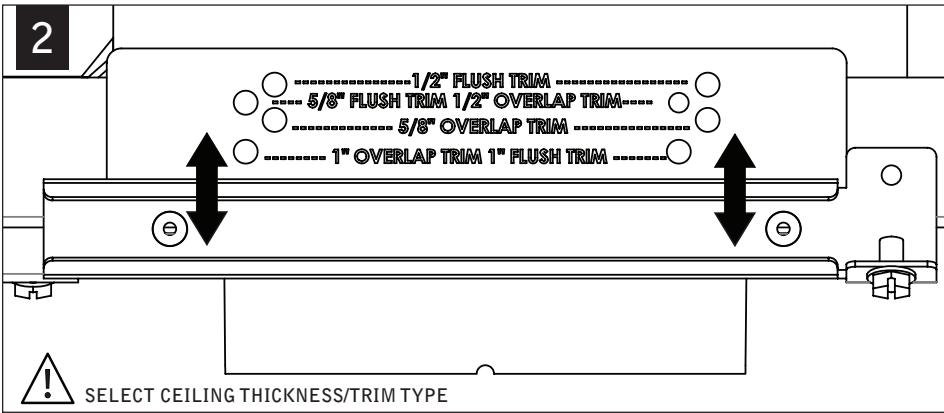 2
------------------1/2" FLUSH TRIM --------------------
---- 5/8" FLUSH TRIM 1/2" OVERLAP TRIM----
-------------- 5/8" OVERLAP TRIM ----------------
-------- 1" OVERLAP TRIM 1" FLUSH TRIM -------
! SELECT CEILING THICKNESS/TRIM TYPE